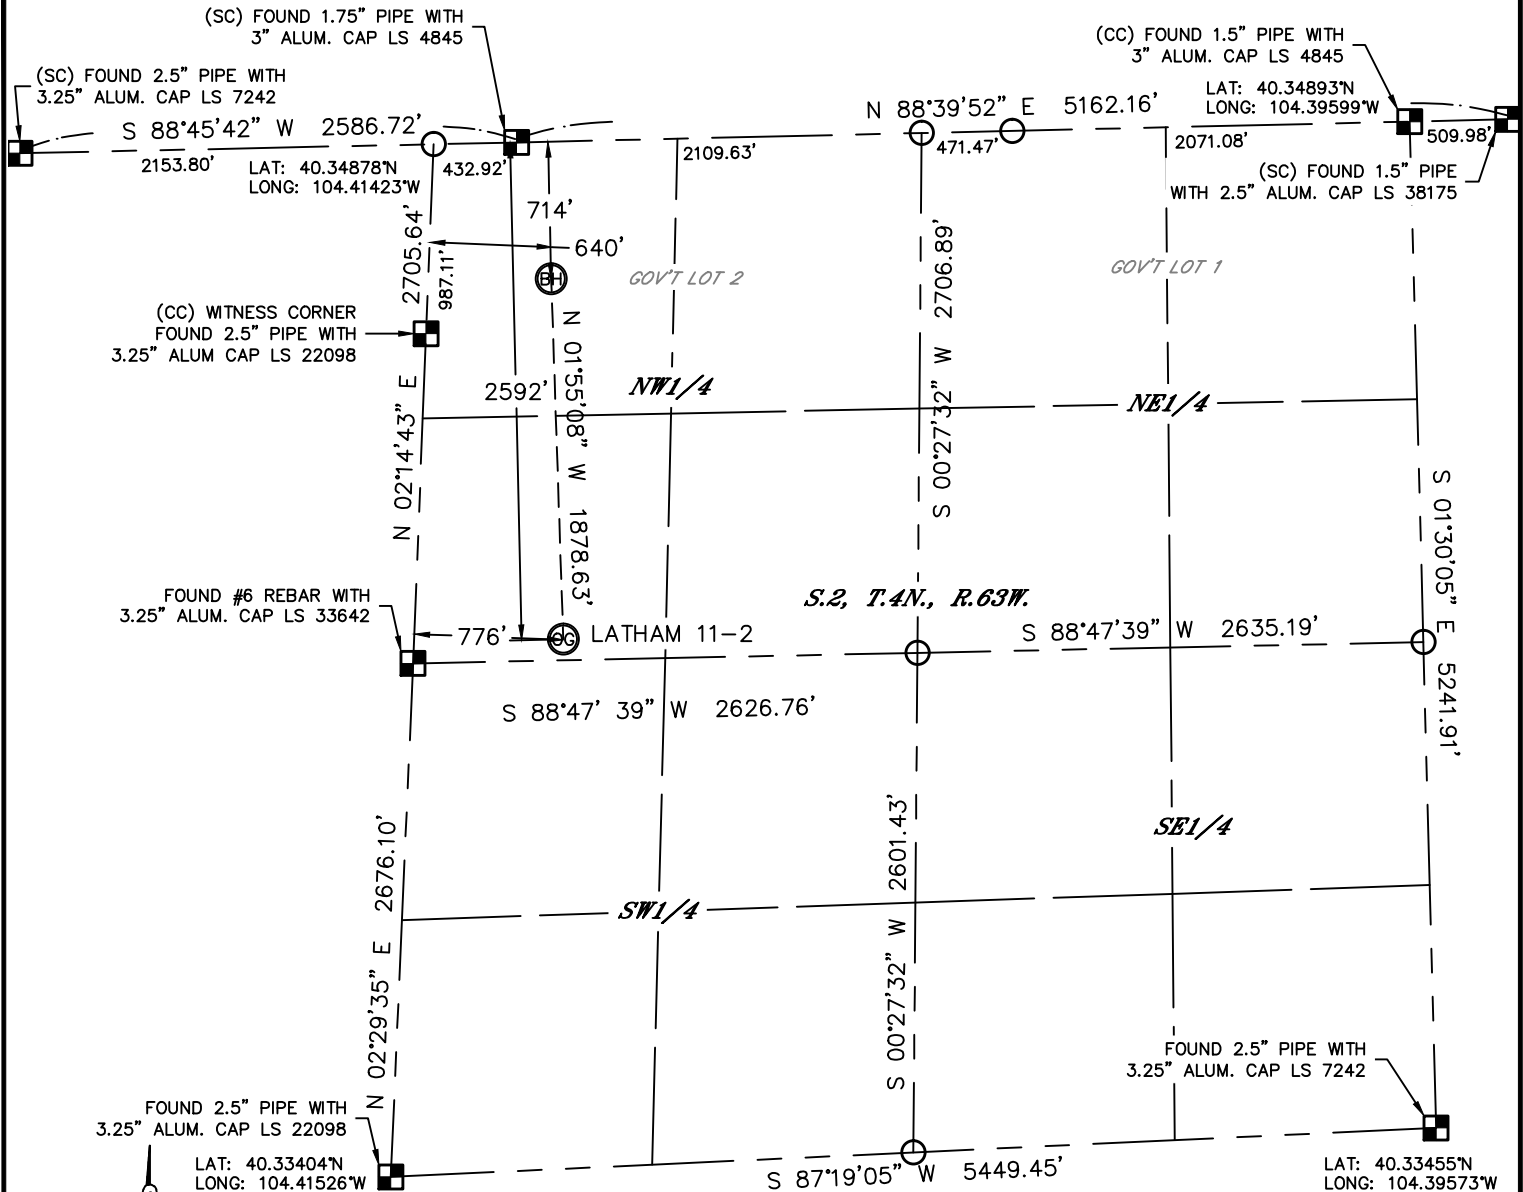 (SC) FOUND 1.75" PIPE WITH
3" ALUM. CAP LS 4845
(CC) FOUND 1.5" PIPE WITH
3" ALUM. CAP LS 4845
(SC) FOUND 2.5" PIPE WITH
3.25" ALUM. CAP LS 7242
LAT: 40.34893°N
LONG: 104.39599°W
S 88°45'42" W 2586.72'
N 88°39'52" E 5162.16'
2153.80'
LAT: 40.34878°N
LONG: 104.41423°W
432.92'
2109.63'
471.47'
2071.08'
509.98'
(SC) FOUND 1.5" PIPE
WITH 2.5" ALUM. CAP LS 38175
714'
640'
BH
GOV'T LOT 2
GOV'T LOT 1
N 02°14'43" E 2705.64'
987.11'
(CC) WITNESS CORNER
FOUND 2.5" PIPE WITH
3.25" ALUM CAP LS 22098
N 01°55'08" W 1878.63'
S 00°27'32" W 2706.89'
2592'
NW1/4
NE1/4
S 01°30'05" E 5241.91'
FOUND #6 REBAR WITH
3.25" ALUM. CAP LS 33642
S.2, T.4N., R.63W.
776'
OG
LATHAM 11-2
S 88°47'39" W 2635.19'
S 88°47' 39" W 2626.76'
N 02°29'35" E 2676.10'
S 00°27'32" W 2601.43'
SE1/4
SW1/4
FOUND 2.5" PIPE WITH
3.25" ALUM. CAP LS 7242
FOUND 2.5" PIPE WITH
3.25" ALUM. CAP LS 22098
LAT: 40.33404°N
LONG: 104.41526°W
S 87°19'05" W 5449.45'
LAT: 40.33455°N
LONG: 104.39573°W